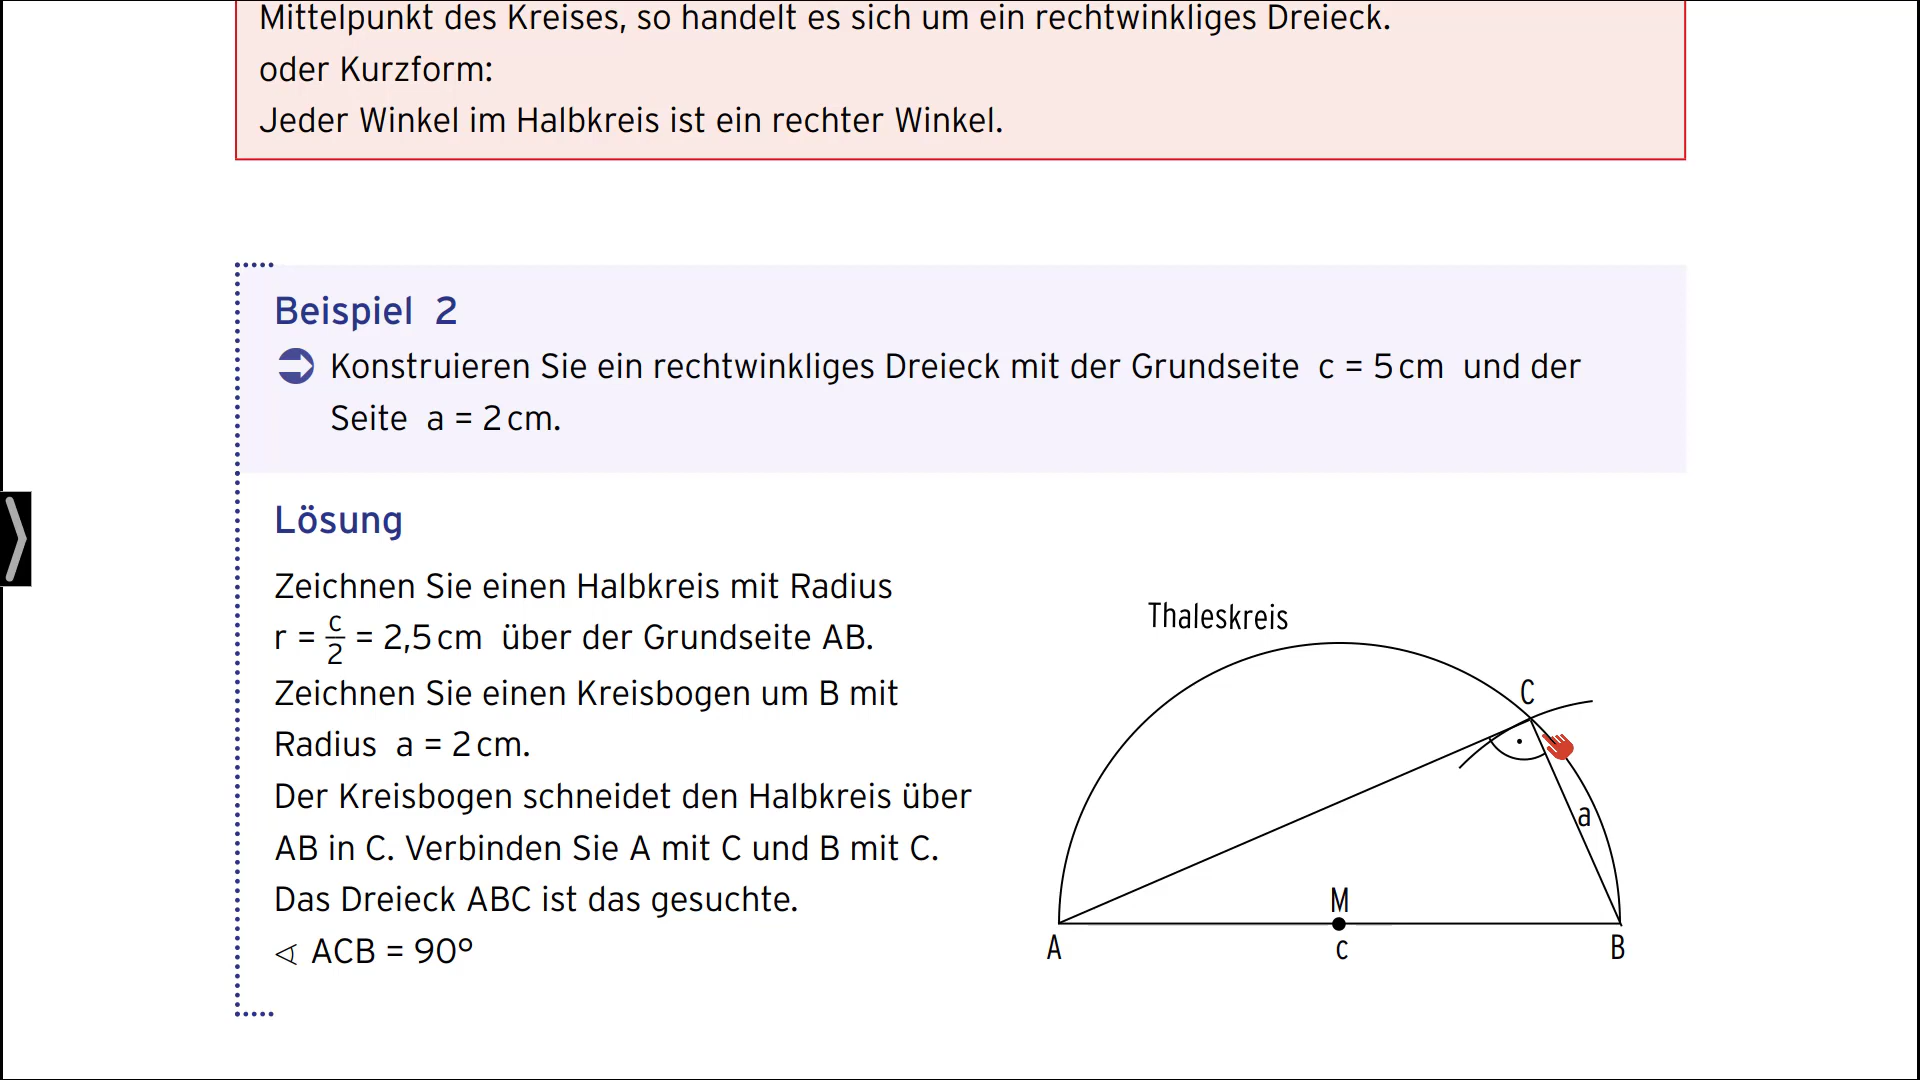 Mittelpunkt des Kreises, so handelt es sich um ein rechtwinkliges Dreieck.
oder Kurzform:
Jeder Winkel im Halbkreis ist ein rechter Winkel.
Beispiel 2
Konstruieren Sie ein rechtwinkliges Dreieck mit der Grundseite c = 5 cm und der
Seite a = 2 cm.
Lösung
Zeichnen Sie einen Halbkreis mit Radius
r = c/2 = 2,5 cm über der Grundseite AB.
Zeichnen Sie einen Kreisbogen um B mit
Radius a = 2 cm.
Der Kreisbogen schneidet den Halbkreis über
AB in C. Verbinden Sie A mit C und B mit C.
Das Dreieck ABC ist das gesuchte.
∢ ACB = 90°
Thaleskreis
C
a
M
A
c
B